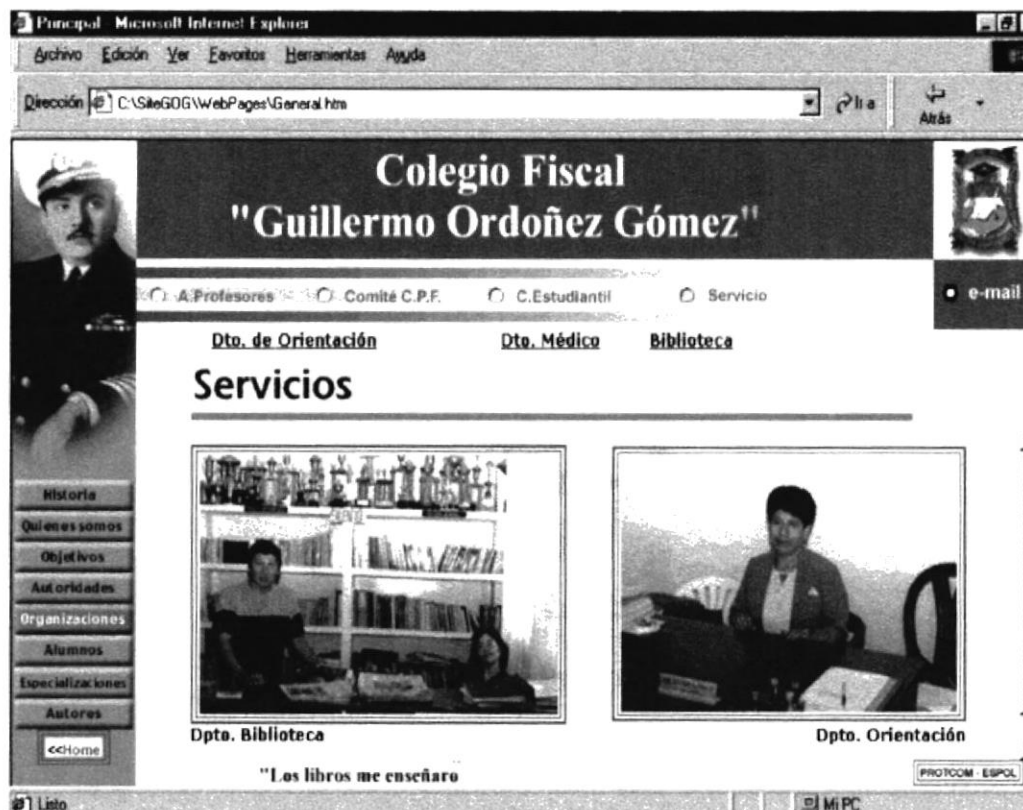 Principal - Microsoft Internet Explorer
Archivo Edición Ver Favoritos Herramientas Ayuda
Dirección C:\SiteGOG\WebPages\General.htm Ir a Atrás
Colegio Fiscal
"Guillermo Ordoñez Gómez"
A.Profesores Comité C.P.F. C.Estudiantil Servicio e-mail
Dto. de Orientación Dto. Médico Biblioteca
Servicios
Historia
Quienes somos
Objetivos
Autoridades
Organizaciones
Alumnos
Especializaciones
Autores
<<Home
Dpto. Biblioteca Dpto. Orientación
"Los libros me enseñaro
PROTCOM - ESPOL
Listo Mi PC